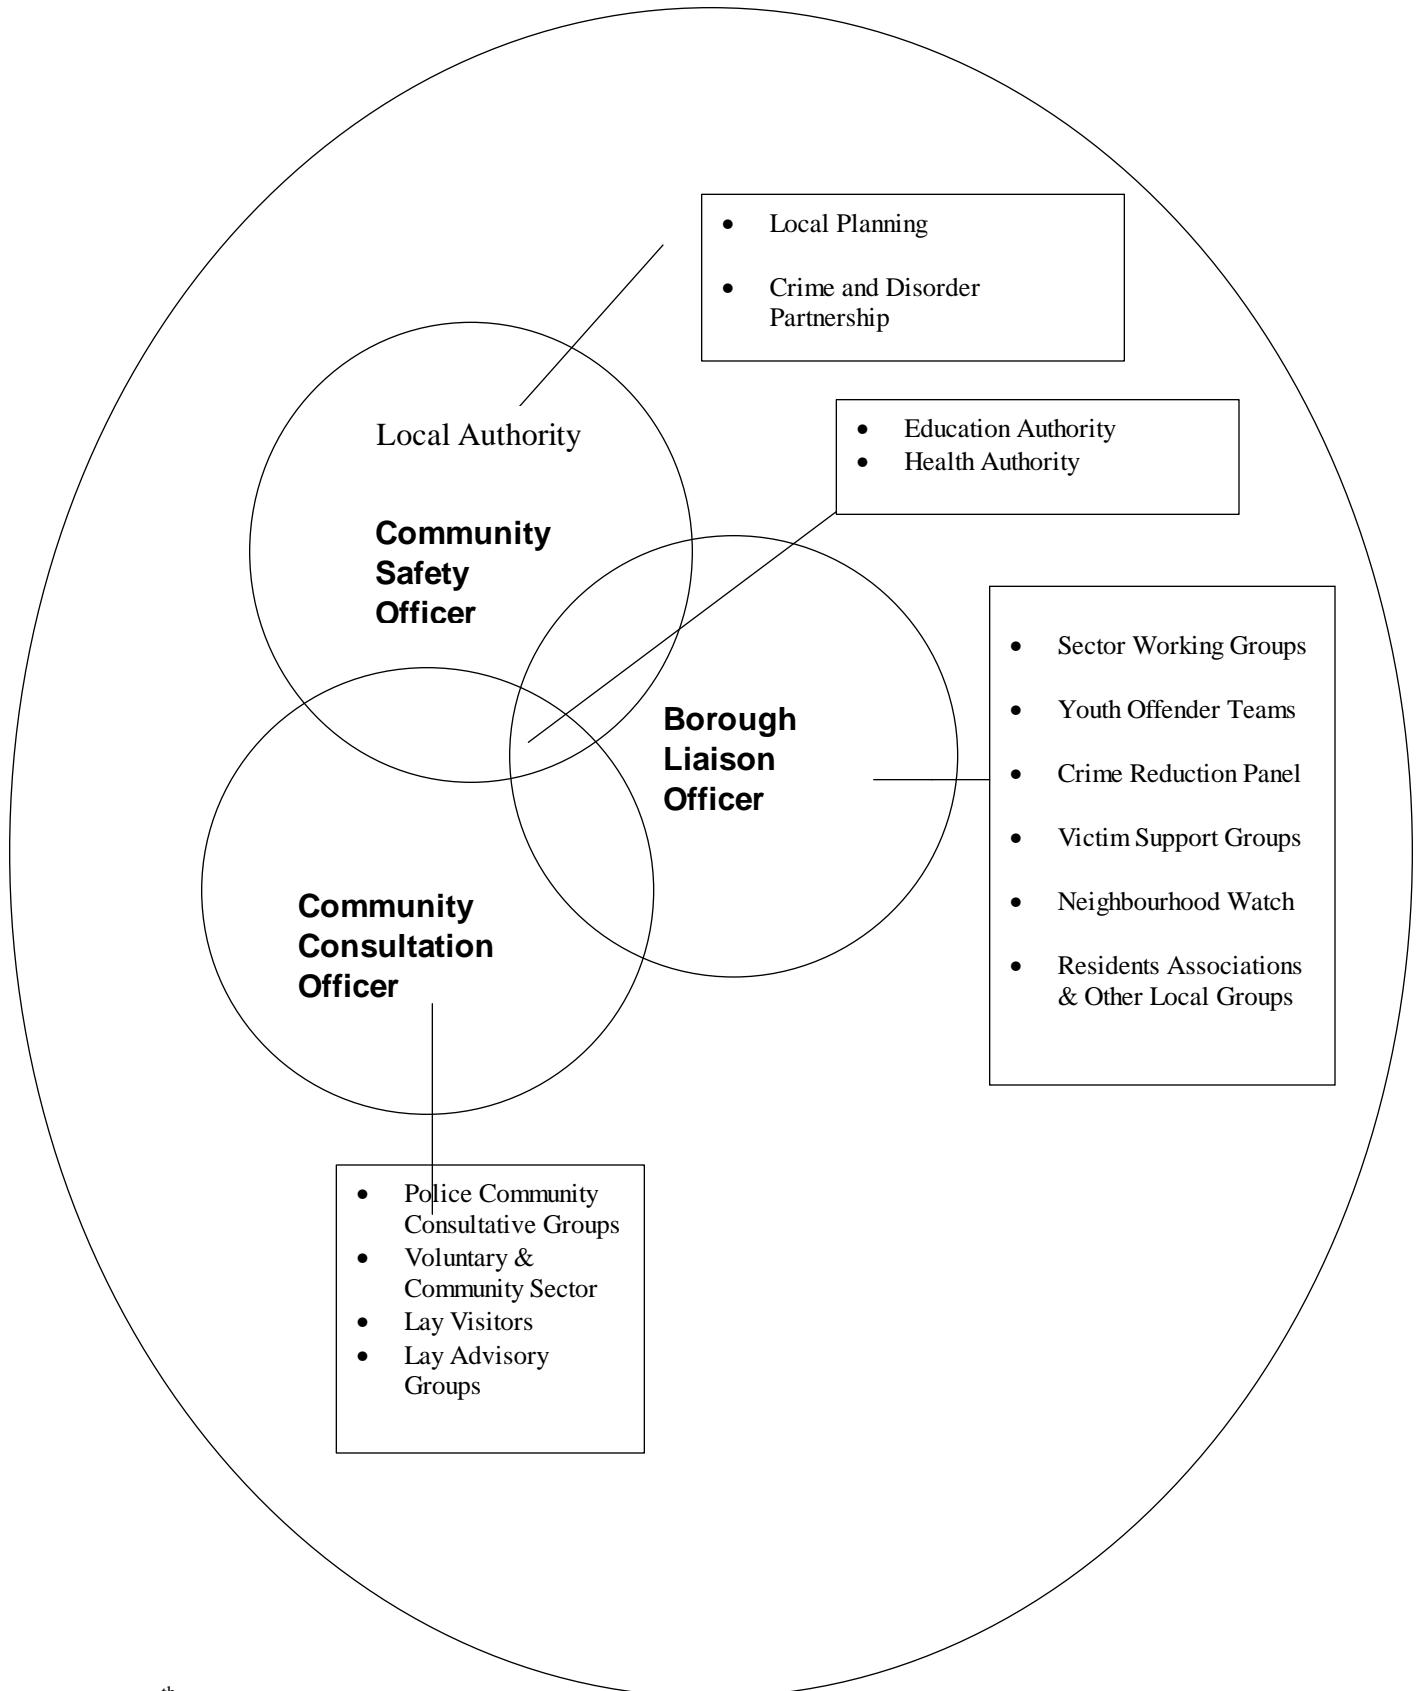 • Local Planning
• Crime and Disorder
Partnership
Local Authority
• Education Authority
• Health Authority
Community
Safety
Officer
• Sector Working Groups
• Youth Offender Teams
• Crime Reduction Panel
• Victim Support Groups
• Neighbourhood Watch
• Residents Associations
& Other Local Groups
Borough
Liaison
Officer
Community
Consultation
Officer
• Police Community
Consultative Groups
• Voluntary &
Community Sector
• Lay Visitors
• Lay Advisory
Groups
th